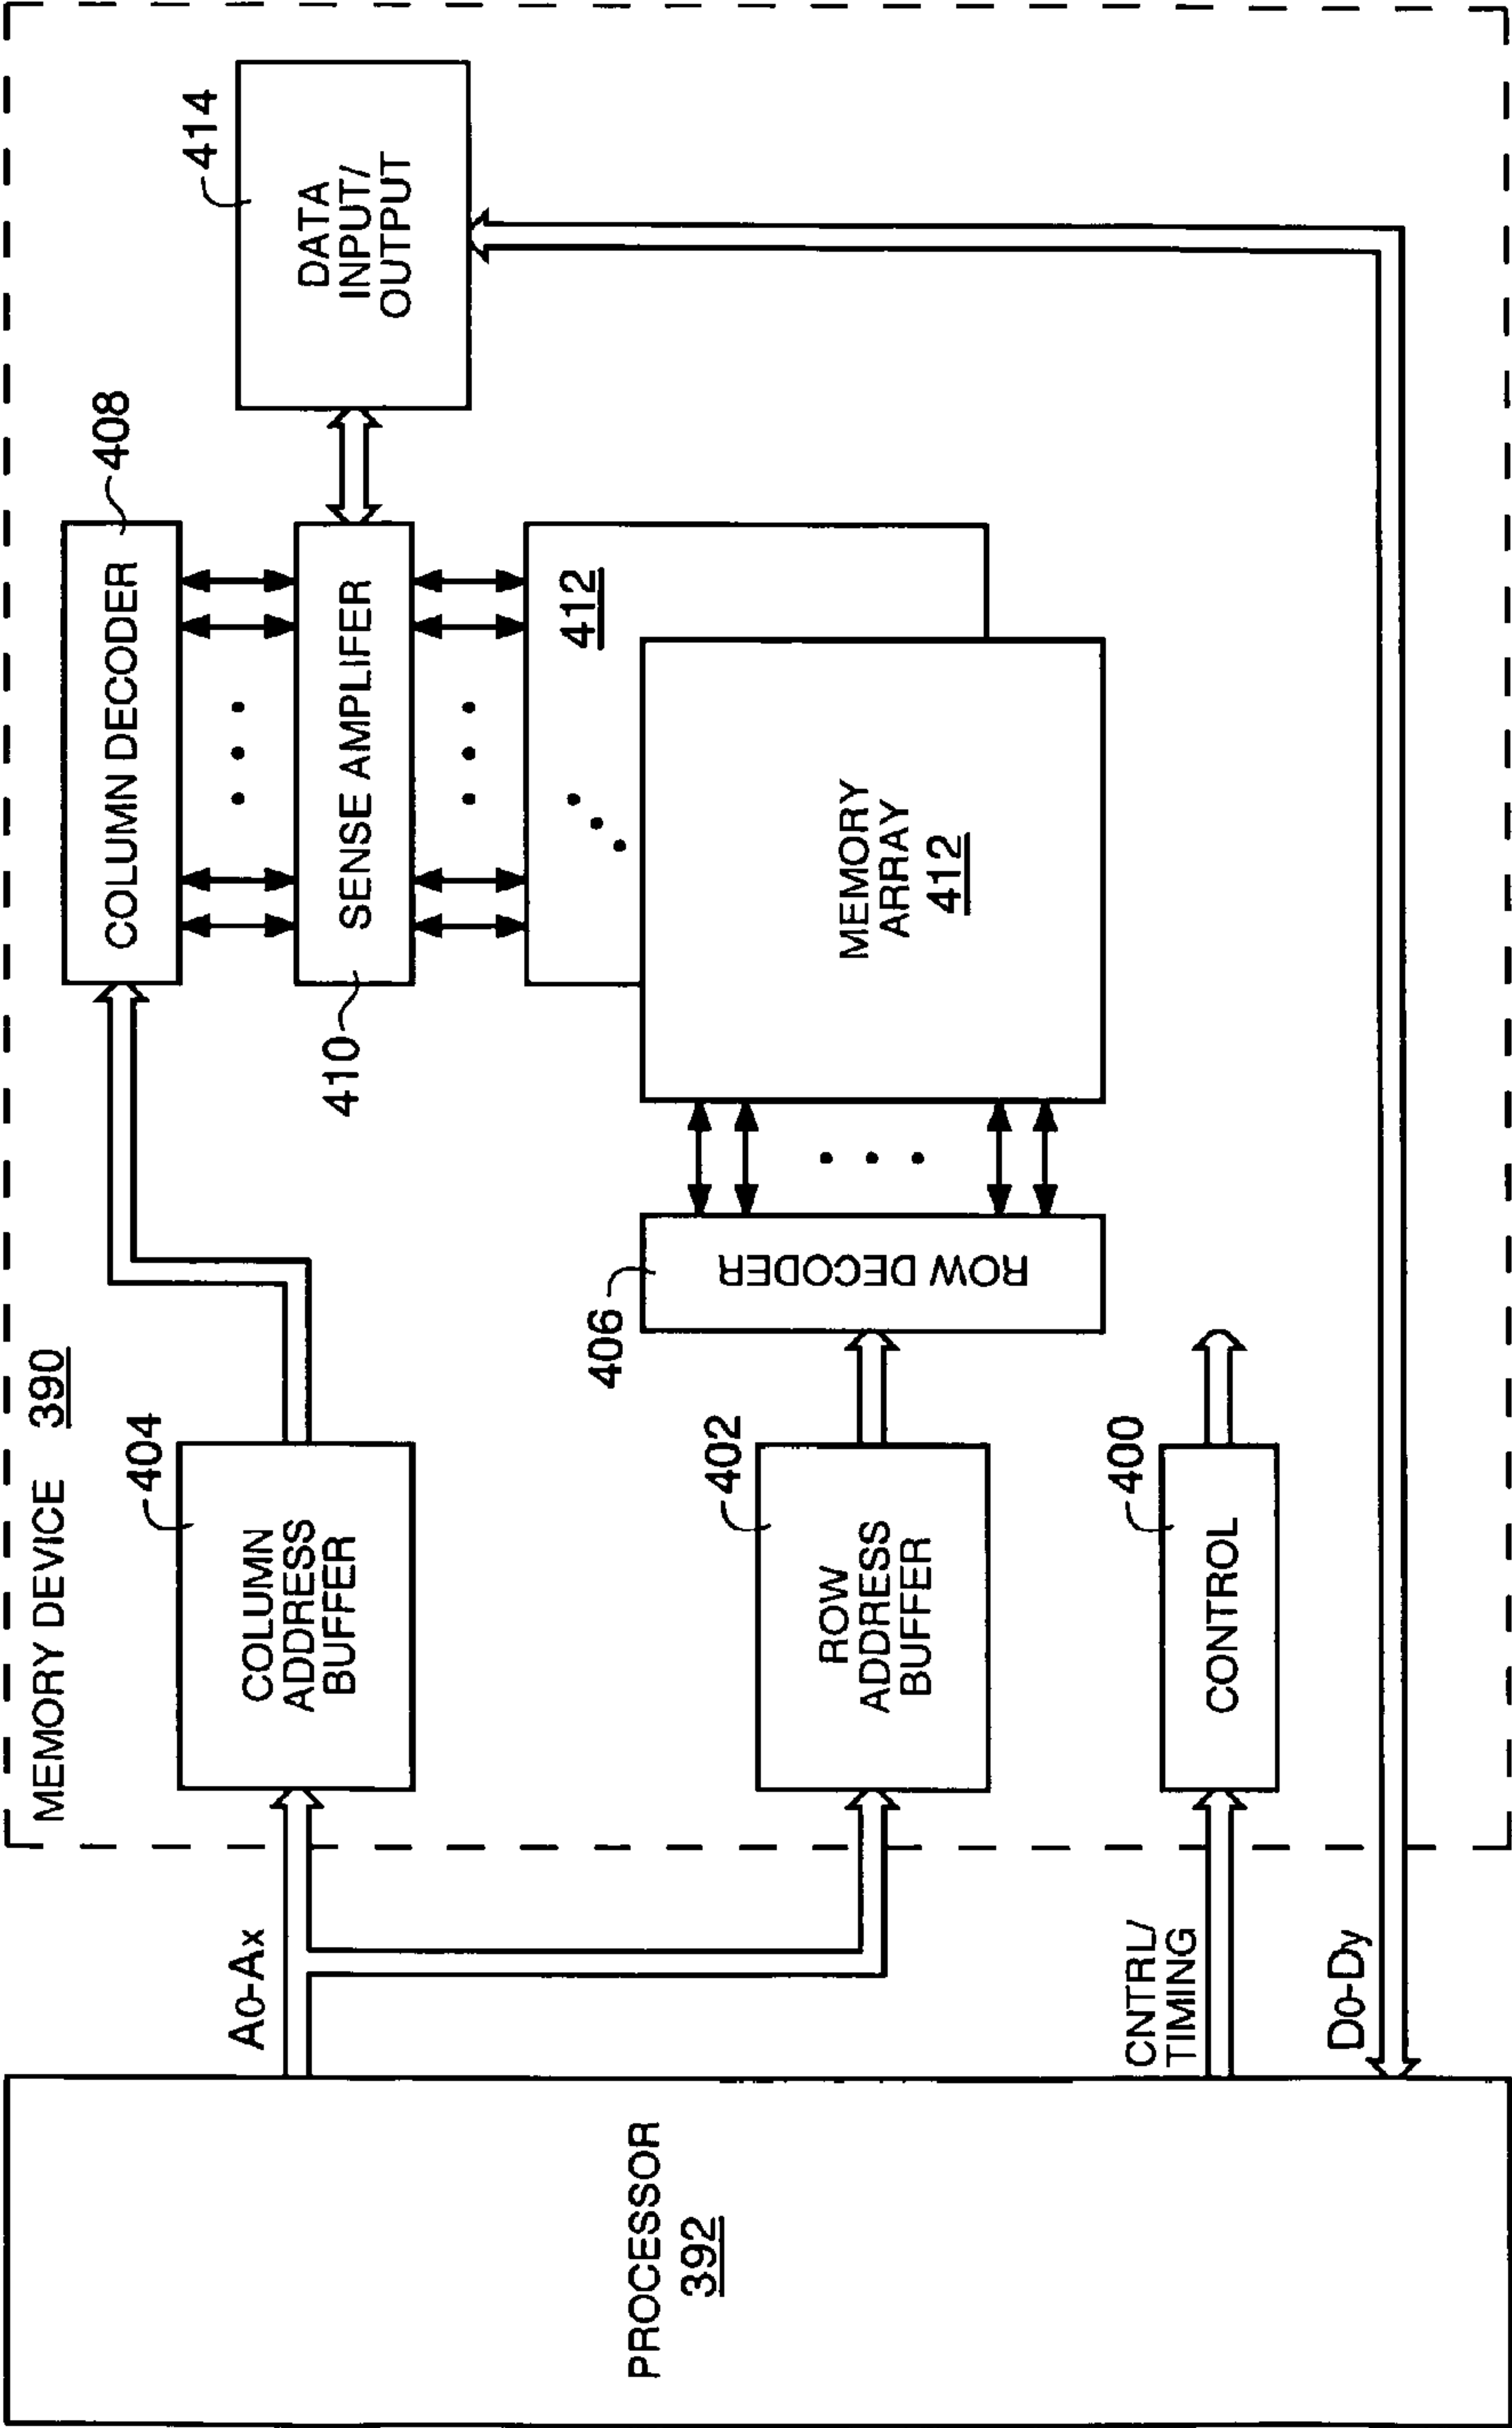 MEMORY DEVICE 390
PROCESSOR
392
A0-Ax
CNTRL/
TIMING
D0-Dy
404
COLUMN
ADDRESS
BUFFER
402
ROW
ADDRESS
BUFFER
400
CONTROL
406
ROW DECODER
COLUMN DECODER
408
SENSE AMPLIFER
410
412
MEMORY
ARRAY
412
414
DATA
INPUT/
OUTPUT